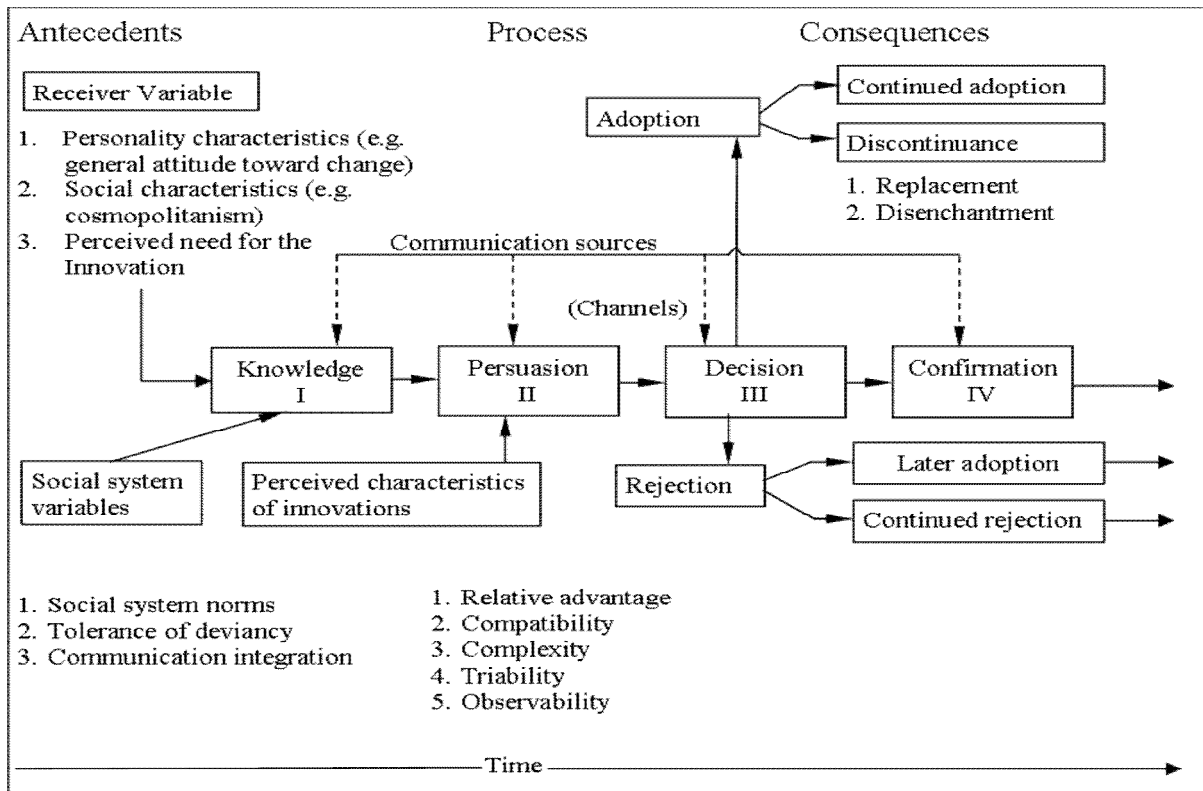 Antecedents
Process
Consequences
Receiver Variable
1. Personality characteristics (e.g.
general attitude toward change)
2. Social characteristics (e.g.
cosmopolitanism)
3. Perceived need for the
Innovation
Adoption
Continued adoption
Discontinuance
1. Replacement
2. Disenchantment
Communication sources
(Channels)
Knowledge
I
Persuasion
II
Decision
III
Confirmation
IV
Social system
variables
Perceived characteristics
of innovations
Rejection
Later adoption
Continued rejection
1. Social system norms
2. Tolerance of deviancy
3. Communication integration
1. Relative advantage
2. Compatibility
3. Complexity
4. Triability
5. Observability
Time